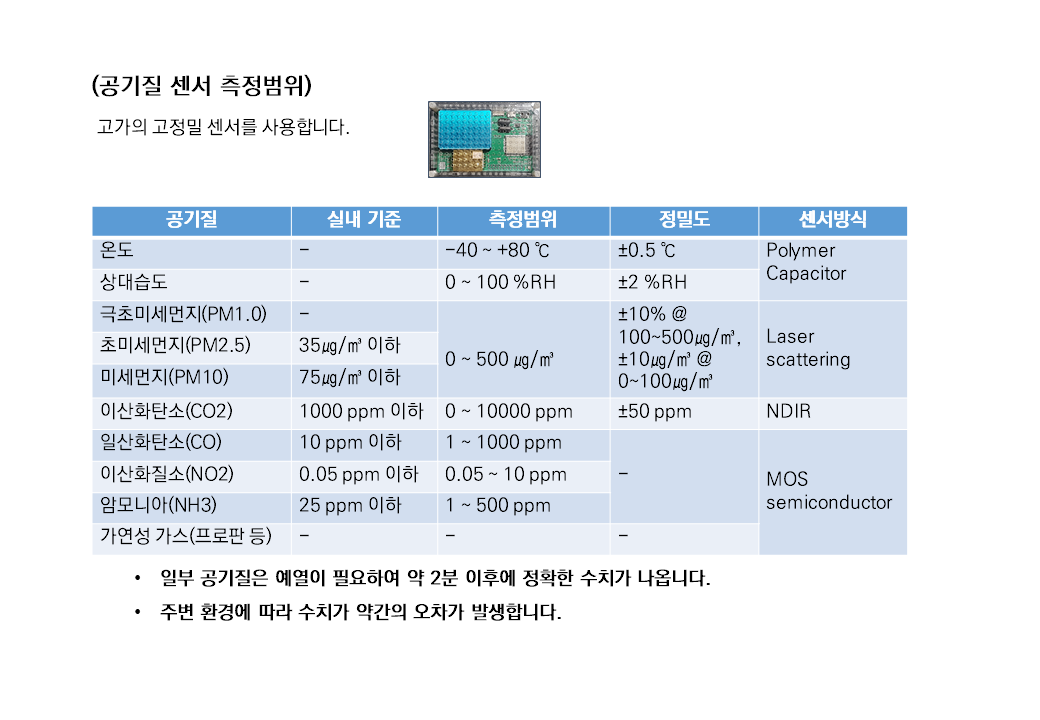 (공기질 센서 측정범위)
고가의 고정밀 센서를 사용합니다.
공기질 실내 기준 측정범위 정밀도 센서방식
온도 - -40 ~ +80 ℃ ±0.5 ℃ Polymer
Capacitor
상대습도 - 0 ~ 100 %RH ±2 %RH
극초미세먼지(PM1.0) - ±10% @
100~500㎍/㎥,
±10㎍/㎥ @
0~100㎍/㎥
Laser
scattering
초미세먼지(PM2.5) 35㎍/㎥ 이하 0 ~ 500 ㎍/㎥
미세먼지(PM10) 75㎍/㎥ 이하
이산화탄소(CO2) 1000 ppm 이하 0 ~ 10000 ppm ±50 ppm NDIR
일산화탄소(CO) 10 ppm 이하 1 ~ 1000 ppm
이산화질소(NO2) 0.05 ppm 이하 0.05 ~ 10 ppm - MOS
semiconductor
암모니아(NH3) 25 ppm 이하 1 ~ 500 ppm
가연성 가스(프로판 등) - - -
• 일부 공기질은 예열이 필요하여 약 2분 이후에 정확한 수치가 나옵니다.
• 주변 환경에 따라 수치가 약간의 오차가 발생합니다.